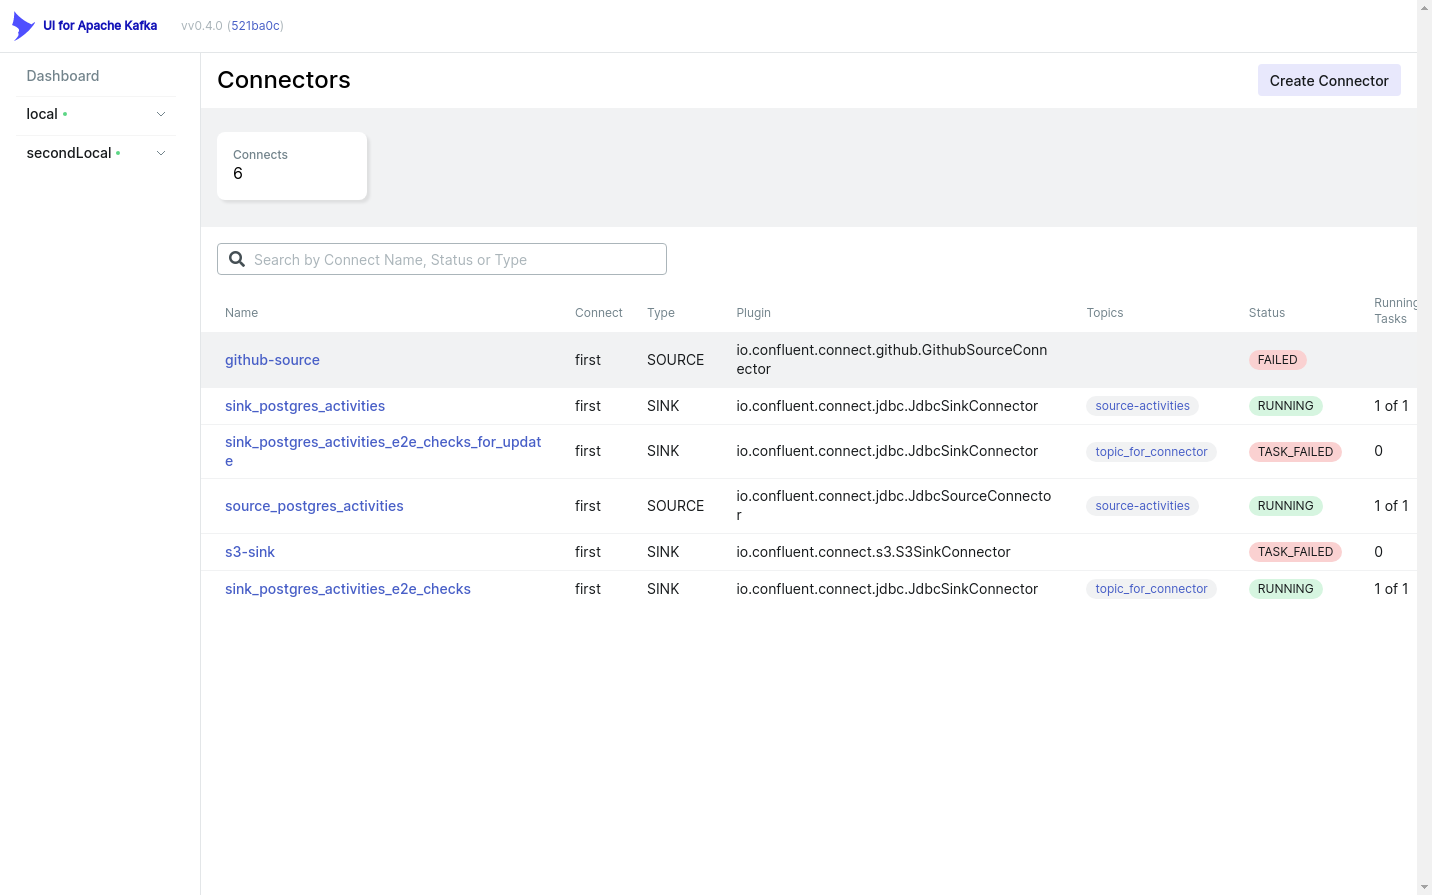 UI for Apache Kafka vv0.4.0 (521ba0c)
Dashboard
local
secondLocal
Connectors
Create Connector
Connects
6
Search by Connect Name, Status or Type
Name Connect Type Plugin Topics Status Running
Tasks
github-source first SOURCE io.confluent.connect.github.GithubSourceConn
ector FAILED
sink_postgres_activities first SINK io.confluent.connect.jdbc.JdbcSinkConnector source-activities RUNNING 1 of 1
sink_postgres_activities_e2e_checks_for_updat
e first SINK io.confluent.connect.jdbc.JdbcSinkConnector topic_for_connector TASK_FAILED 0
source_postgres_activities first SOURCE io.confluent.connect.jdbc.JdbcSourceConnecto
r source-activities RUNNING 1 of 1
s3-sink first SINK io.confluent.connect.s3.S3SinkConnector TASK_FAILED 0
sink_postgres_activities_e2e_checks first SINK io.confluent.connect.jdbc.JdbcSinkConnector topic_for_connector RUNNING 1 of 1